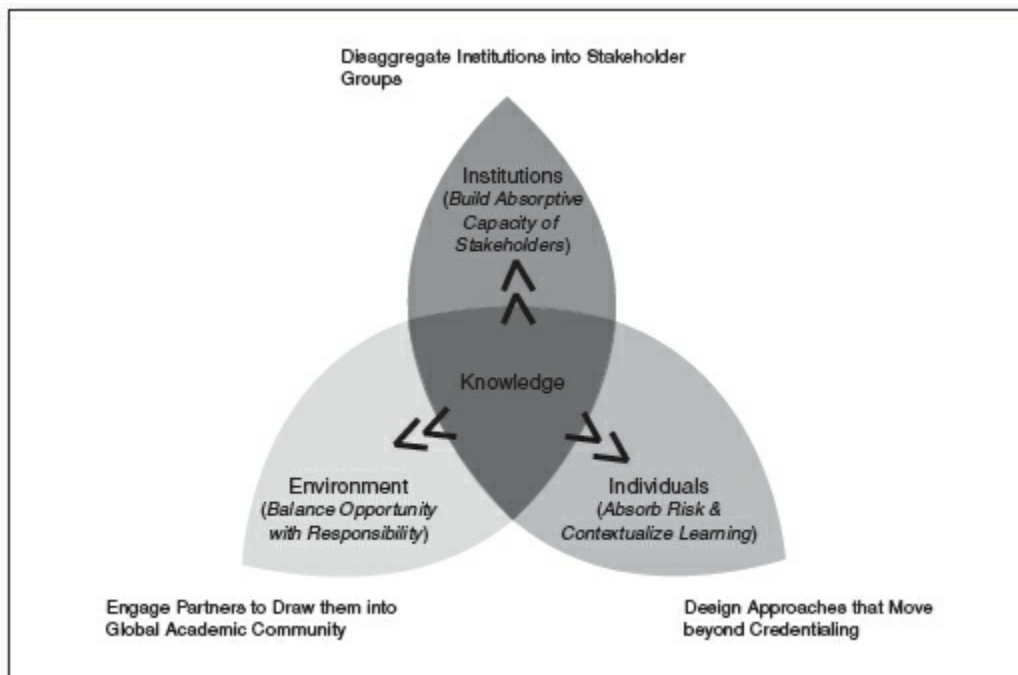 Disaggregate Institutions into Stakeholder
Groups
Institutions
(Build Absorptive
Capacity of
Stakeholders)
Knowledge
Environment
(Balance Opportunity
with Responsibility)
Individuals
(Absorb Risk &
Contextualize Learning)
Engage Partners to Draw them into
Global Academic Community
Design Approaches that Move
beyond Credentialing